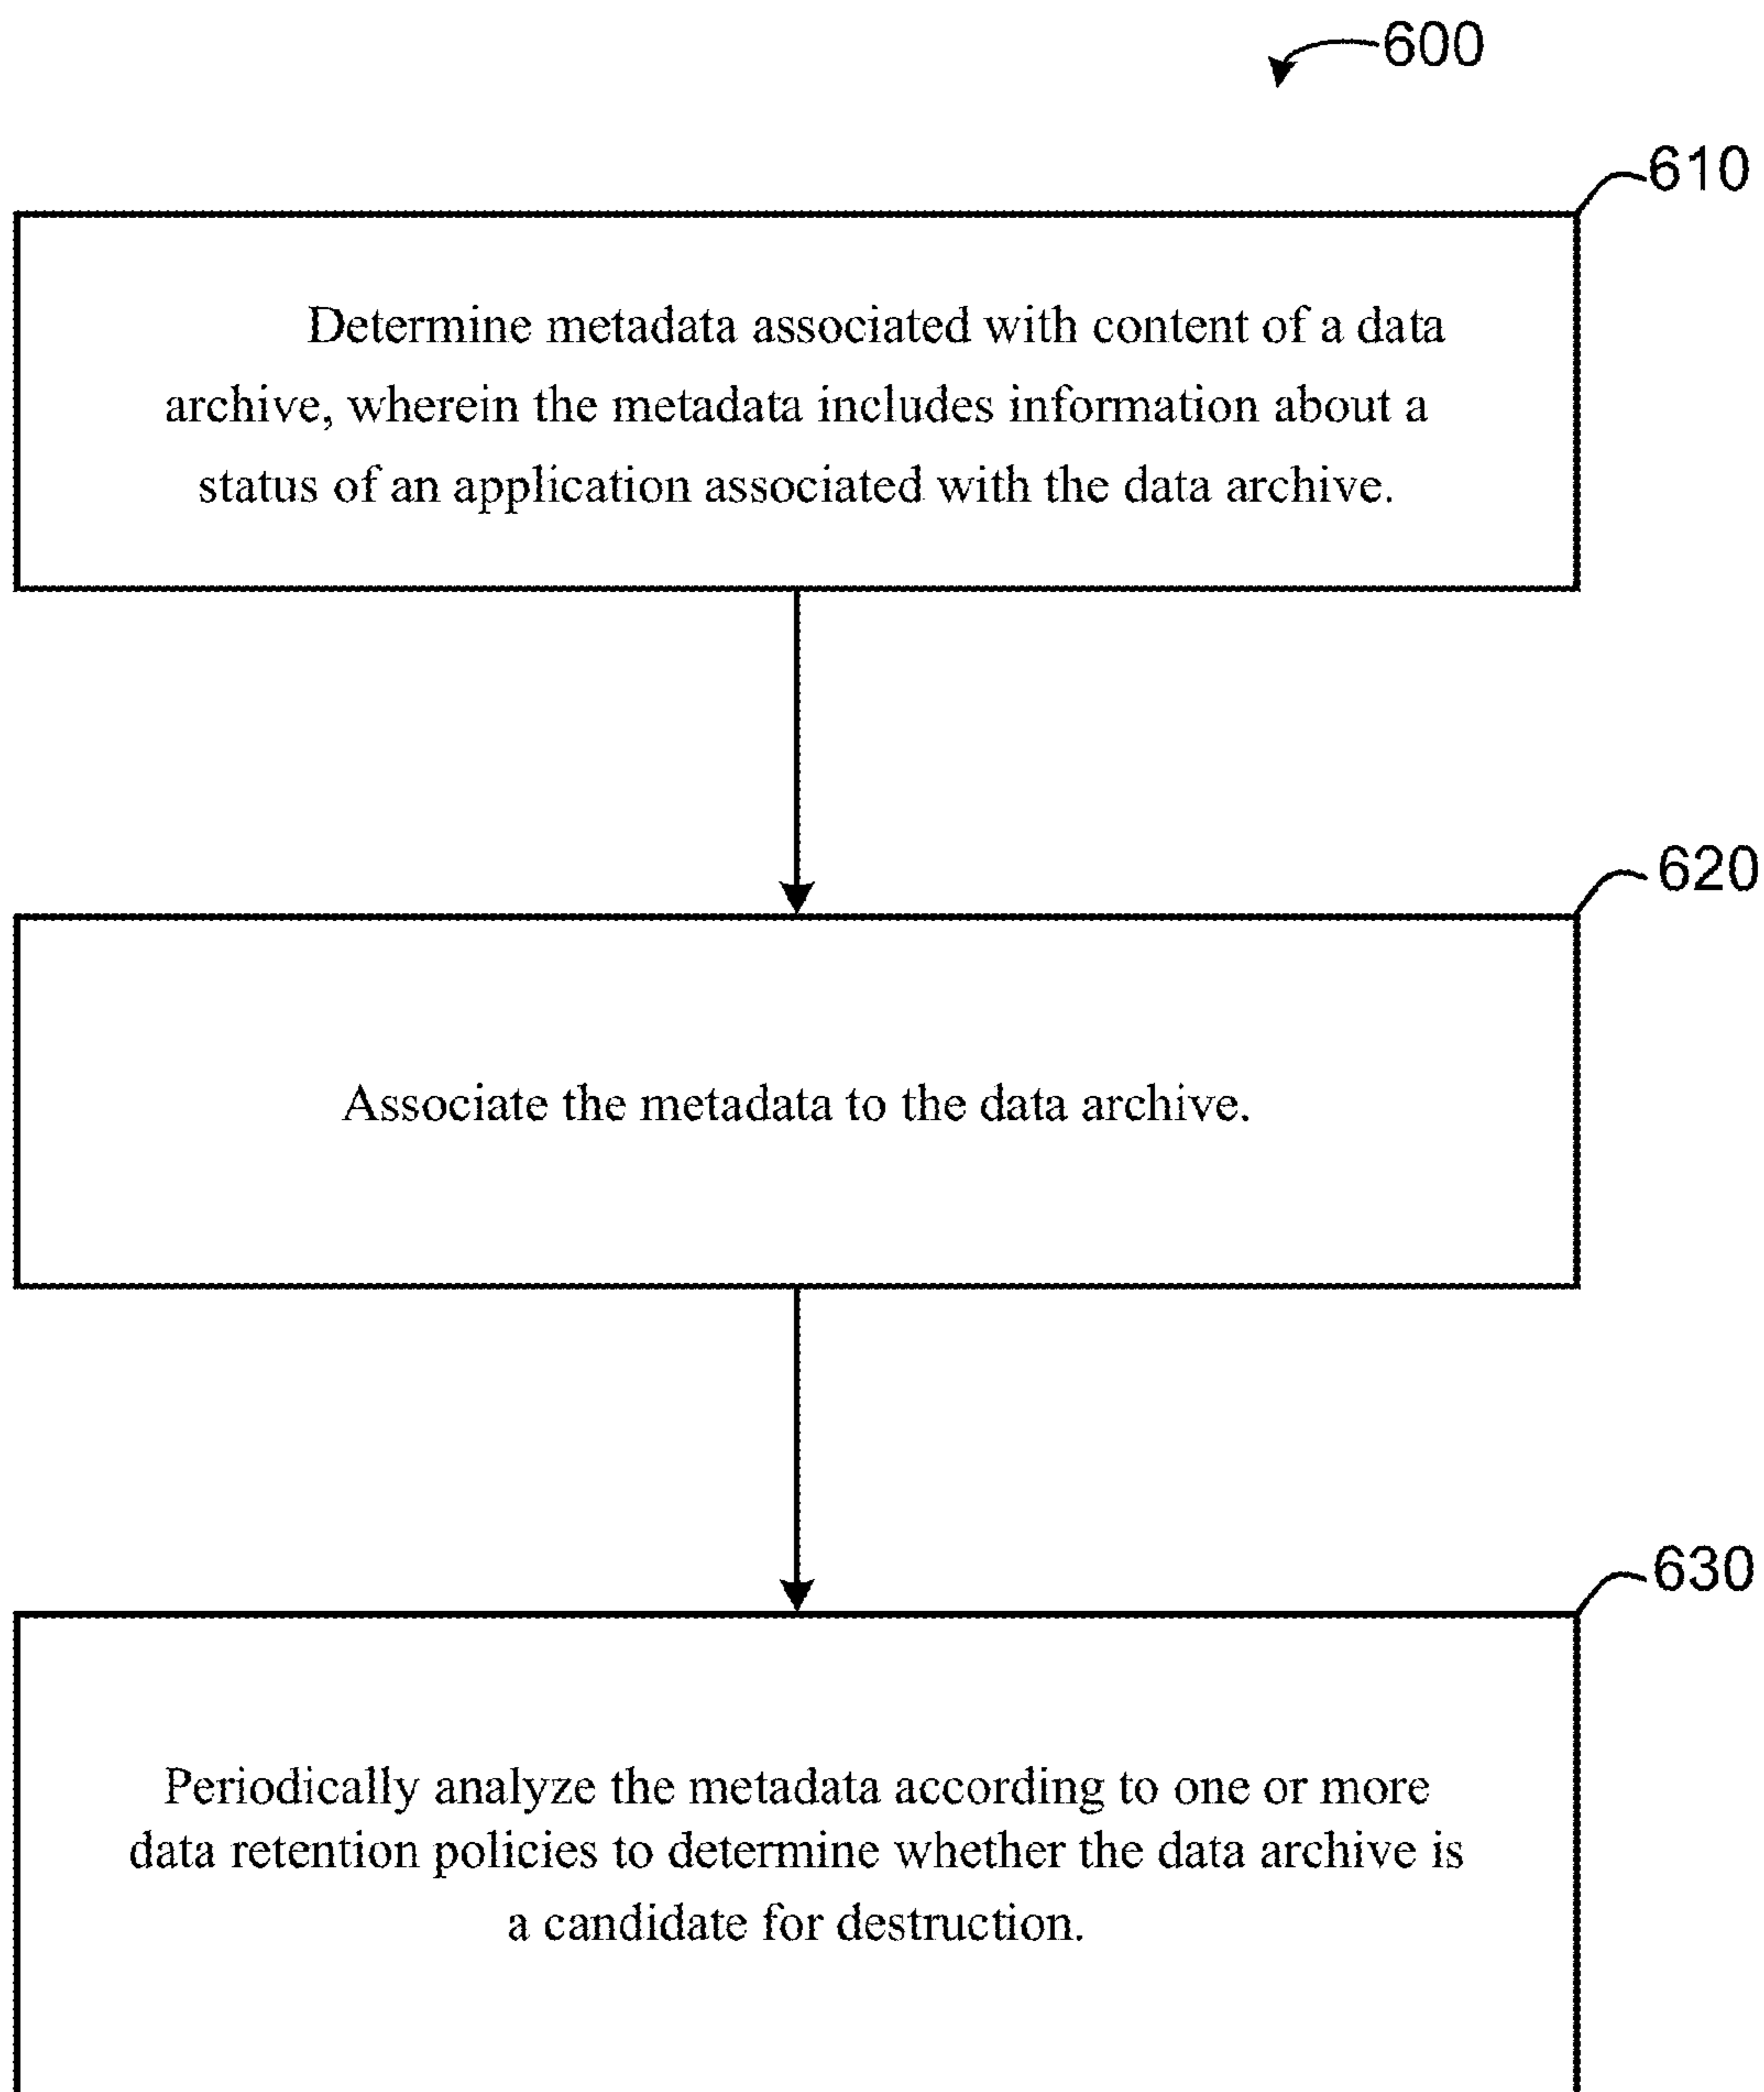 600
610
Determine metadata associated with content of a data
archive, wherein the metadata includes information about a
status of an application associated with the data archive.
620
Associate the metadata to the data archive.
630
Periodically analyze the metadata according to one or more
data retention policies to determine whether the data archive is
a candidate for destruction.